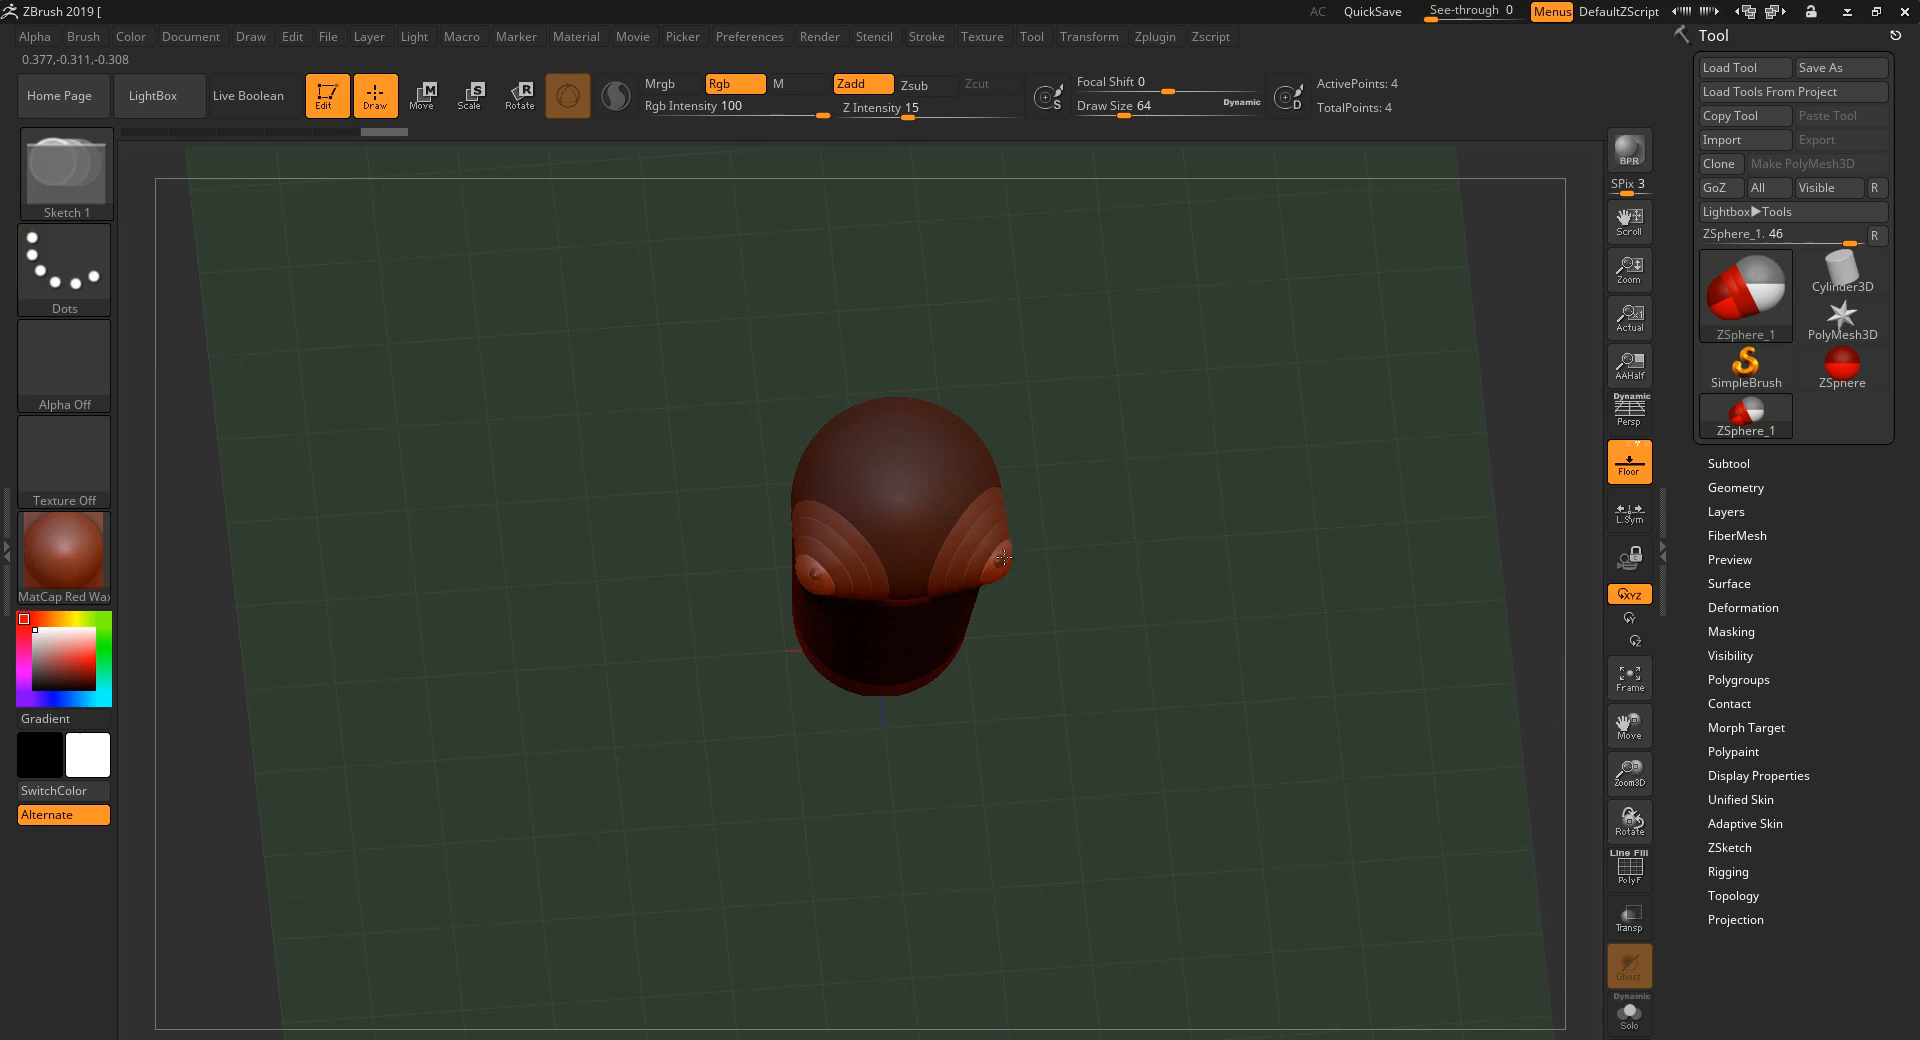 ZBrush 2019 [
AC QuickSave See-through 0 Menus DefaultZScript
Alpha Brush Color Document Draw Edit File Layer Light Macro Marker Material Movie Picker Preferences Render Stencil Stroke Texture Tool Transform Zplugin Zscript
0.377,-0.311,-0.308
Home Page LightBox Live Boolean Edit Draw Move Scale Rotate
Mrgb Rgb M Zadd Zsub Zcut
Rgb Intensity 100 Z Intensity 15
Focal Shift 0
Draw Size 64 Dynamic
ActivePoints: 4
TotalPoints: 4
S
D
Sketch 1
Dots
Alpha Off
Texture Off
MatCap Red Wax
Gradient
SwitchColor
Alternate
BPR
SPix 3
Scroll
Zoom
Actual
AAHalf
Dynamic
Persp
Floor
L.Sym
XYZ
Y
Z
Frame
Move
Zoom3D
Rotate
Line Fill
PolyF
Transp
Ghost
Dynamic
Solo
Tool
Load Tool Save As
Load Tools From Project
Copy Tool Paste Tool
Import Export
Clone Make PolyMesh3D
GoZ All Visible R
Lightbox▶Tools
ZSphere_1. 46 R
Cylinder3D
ZSphere_1 PolyMesh3D
SimpleBrush ZSphere
ZSphere_1
Subtool
Geometry
Layers
FiberMesh
Preview
Surface
Deformation
Masking
Visibility
Polygroups
Contact
Morph Target
Polypaint
Display Properties
Unified Skin
Adaptive Skin
ZSketch
Rigging
Topology
Projection